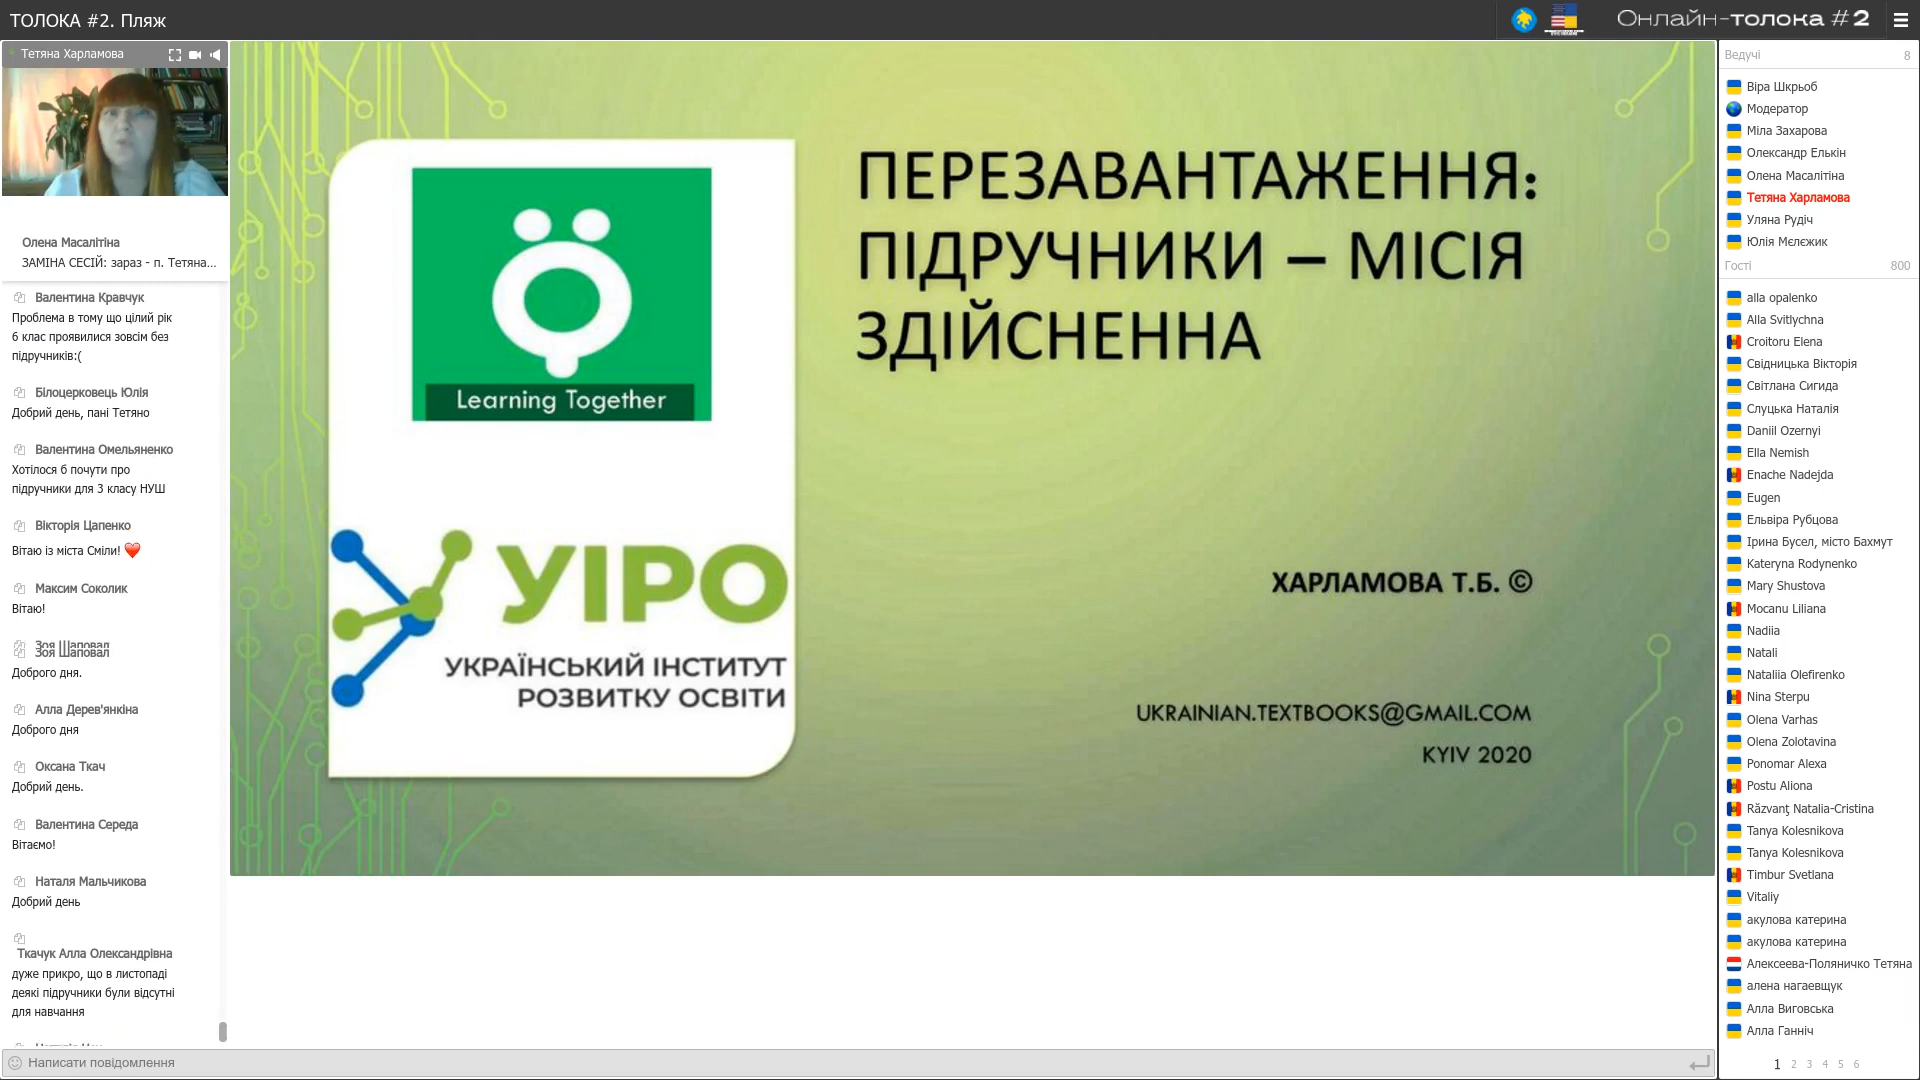 ТОЛОКА #2. Пляж
Онлайн-толока #2
Тетяна Харламова
Олена Масалітіна
ЗАМІНА СЕСІЙ: зараз - п. Тетяна...
Валентина Кравчук
Проблема в тому що цілий рік
6 клас проявилися зовсім без
підручників:(
Білоцерковець Юлія
Добрий день, пані Тетяно
Валентина Омельяненко
Хотілося б почути про
підручники для 3 класу НУШ
Вікторія Цапенко
Вітаю із міста Сміли!
Максим Соколик
Вітаю!
Зоя Шаповал
Зоя Шаповал
Доброго дня.
Алла Дерев'янкіна
Доброго дня
Оксана Ткач
Добрий день.
Валентина Середа
Вітаємо!
Наталя Мальчикова
Добрий день
Ткачук Алла Олександрівна
дуже прикро, що в листопаді
деякі підручники були відсутні
для навчання
Написати повідомлення
Learning Together
УІРО
УКРАЇНСЬКИЙ ІНСТИТУТ
РОЗВИТКУ ОСВІТИ
ПЕРЕЗАВАНТАЖЕННЯ:
ПІДРУЧНИКИ – МІСІЯ
ЗДІЙСНЕННА
ХАРЛАМОВА Т.Б. ©
UKRAINIAN.TEXTBOOKS@GMAIL.COM
KYIV 2020
Ведучі 8
Віра Шкрьоб
Модератор
Міла Захарова
Олександр Елькін
Олена Масалітіна
Тетяна Харламова
Уляна Рудіч
Юлія Мєлєжик
Гості 800
alla opalenko
Alla Svitlychna
Croitoru Elena
Свідницька Вікторія
Світлана Сигида
Слуцька Наталія
Daniil Ozernyi
Ella Nemish
Enache Nadejda
Eugen
Ельвіра Рубцова
Ірина Бусел, місто Бахмут
Kateryna Rodynenko
Mary Shustova
Mocanu Liliana
Nadiia
Natali
Nataliia Olefirenko
Nina Sterpu
Olena Varhas
Olena Zolotavina
Ponomar Alexa
Postu Aliona
Răzvanț Natalia-Cristina
Tanya Kolesnikova
Tanya Kolesnikova
Timbur Svetlana
Vitaliy
акулова катерина
акулова катерина
Алексеева-Поляничко Тетяна
алена нагаевщук
Алла Виговська
Алла Ганніч
1 2 3 4 5 6